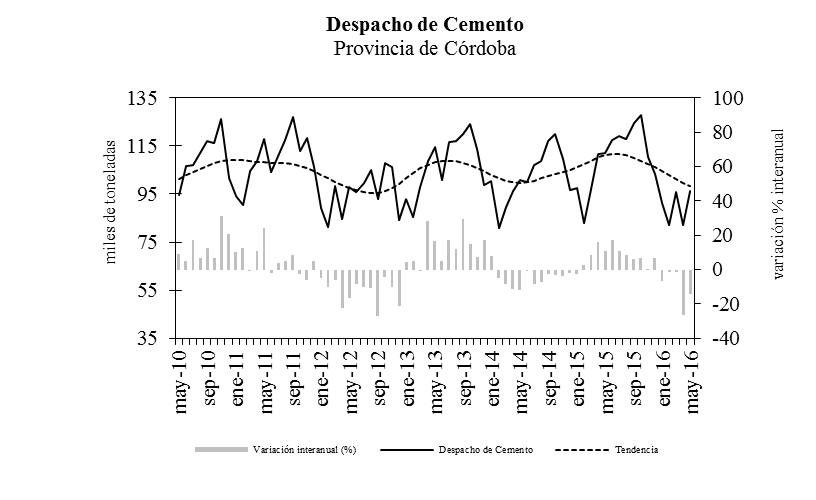 Despacho de Cemento
Provincia de Córdoba
135
115
95
75
55
35
miles de toneladas
100
80
60
40
20
0
-20
-40
variación % interanual
may-10
sep-10
ene-11
may-11
sep-11
ene-12
may-12
sep-12
ene-13
may-13
sep-13
ene-14
may-14
sep-14
ene-15
may-15
sep-15
ene-16
may-16
Variación interanual (%)
Despacho de Cemento
Tendencia